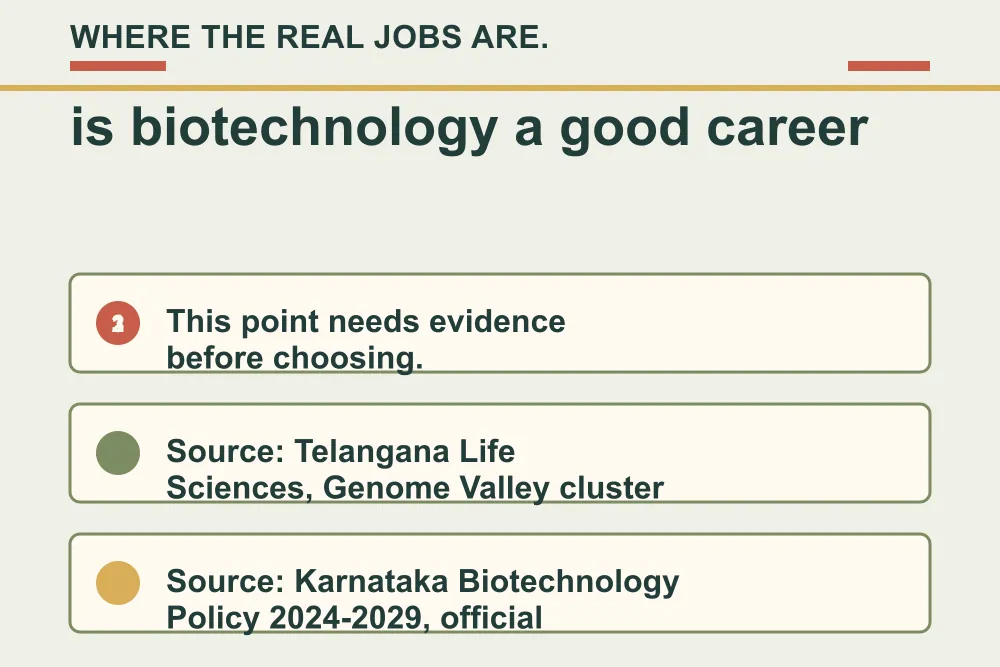 WHERE THE REAL JOBS ARE.
is biotechnology a good career
This point needs evidence
before choosing.
Source: Telangana Life
Sciences, Genome Valley cluster
Source: Karnataka Biotechnology
Policy 2024-2029, official